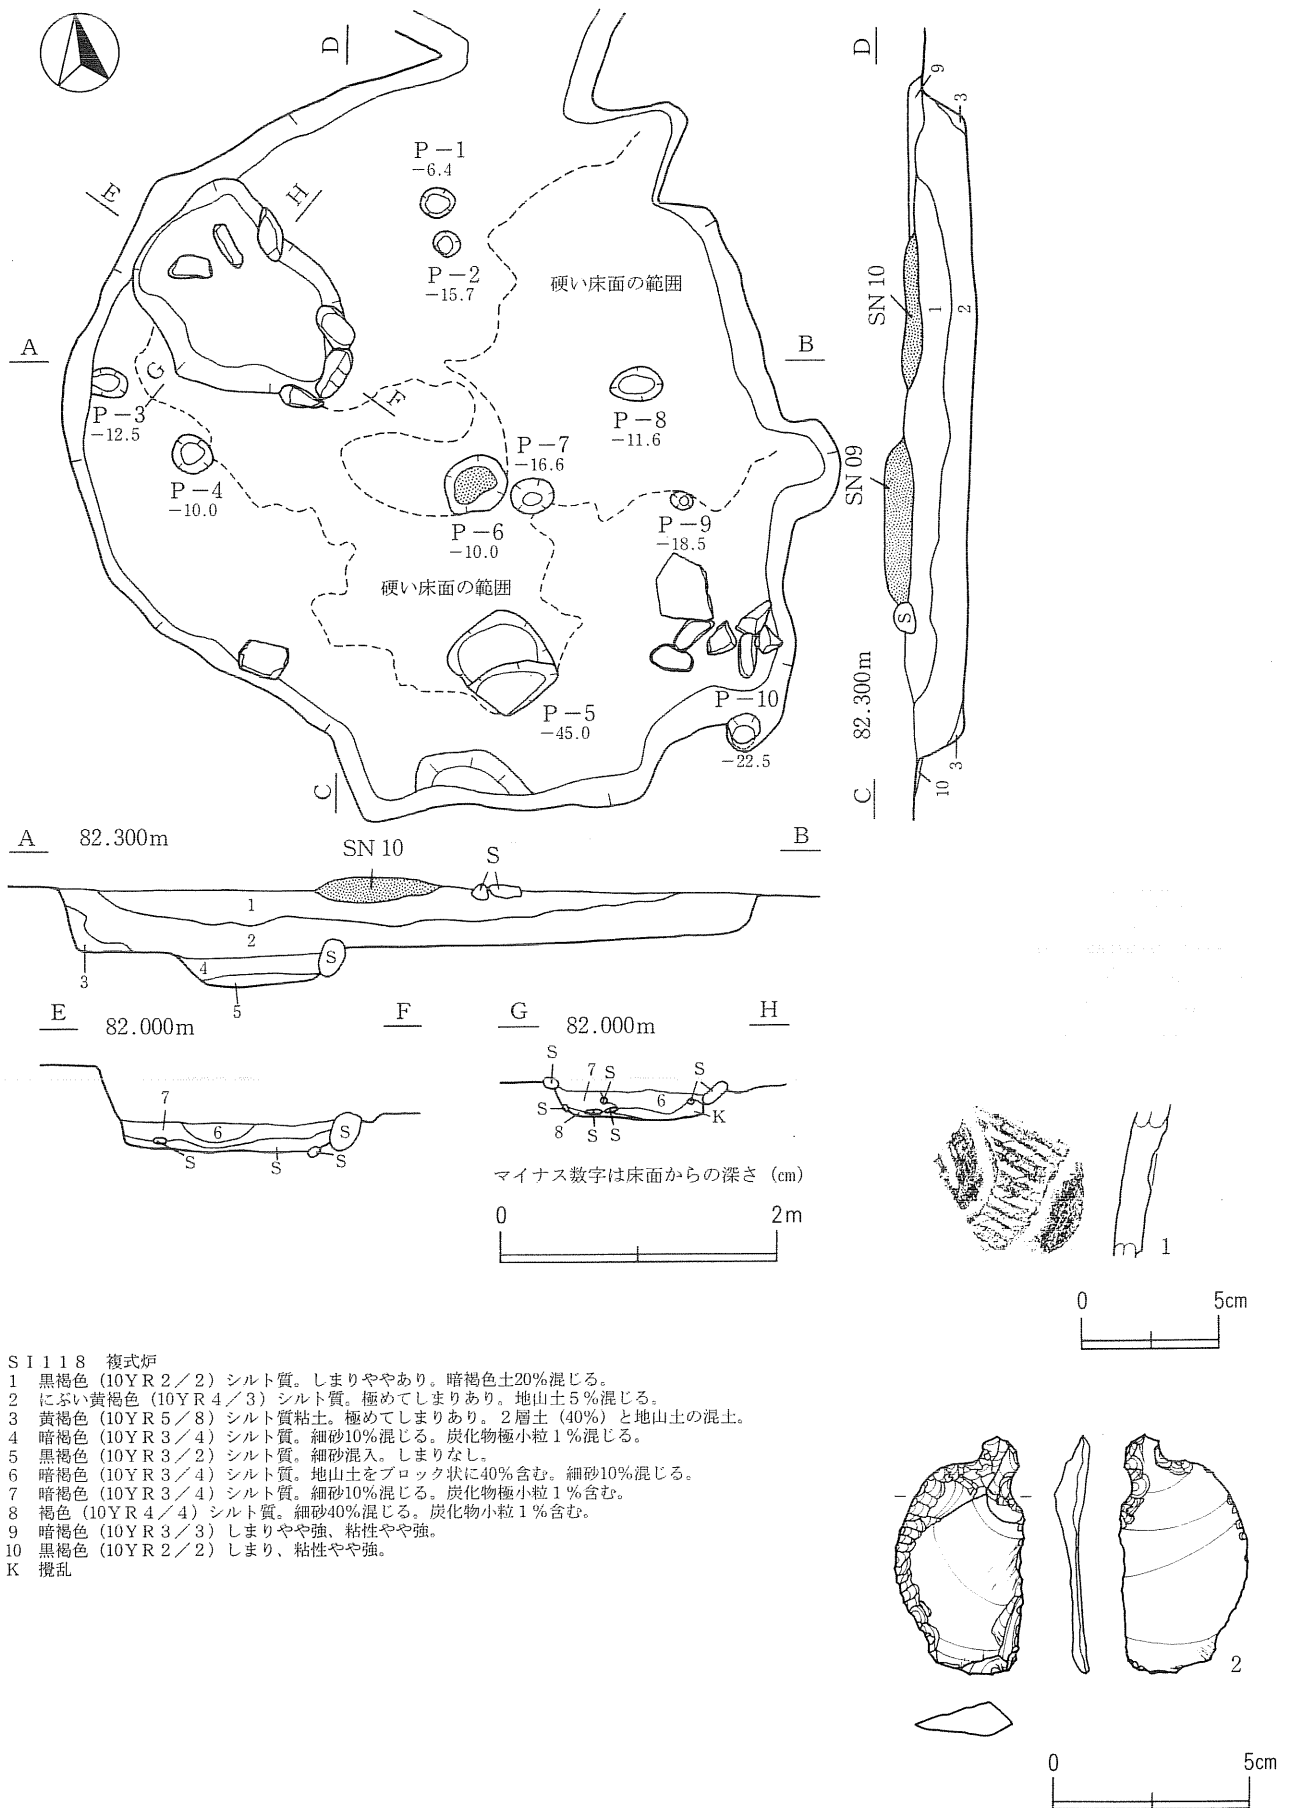 D
D
9
3
P-1
-6.4
E
H
P-2
-15.7
硬い床面の範囲
SN 10
1
2
A
B
G
F
P-3
-12.5
P-8
-11.6
P-7
-16.6
P-4
-10.0
SN 09
P-6
-10.0
P-9
-18.5
硬い床面の範囲
S
P-10
-22.5
P-5
-45.0
82.300m
C
C
3
10
A 82.300m
SN 10
S
B
1
2
S
3
4
5
E 82.000m F
G 82.000m H
7
6
S
S
S
S
S
7
S
S
6
S
K
8
S
S
マイナス数字は床面からの深さ（cm）
0 2m
1
0 5cm
SI118 複式炉
1 黒褐色（10YR2／2）シルト質。しまりややあり。暗褐色土20％混じる。
2 にぶい黄褐色（10YR4／3）シルト質。極めてしまりあり。地山土5％混じる。
3 黄褐色（10YR5／8）シルト質粘土。極めてしまりあり。2層土（40％）と地山土の混土。
4 暗褐色（10YR3／4）シルト質。細砂10％混じる。炭化物極小粒1％混じる。
5 黒褐色（10YR3／2）シルト質。細砂混入。しまりなし。
6 暗褐色（10YR3／4）シルト質。地山土をブロック状に40％含む。細砂10％混じる。
7 暗褐色（10YR3／4）シルト質。細砂10％混じる。炭化物極小粒1％含む。
8 褐色（10YR4／4）シルト質。細砂40％混じる。炭化物小粒1％含む。
9 暗褐色（10YR3／3）しまりやや強、粘性やや強。
10 黒褐色（10YR2／2）しまり、粘性やや強。
K 攪乱
2
0 5cm